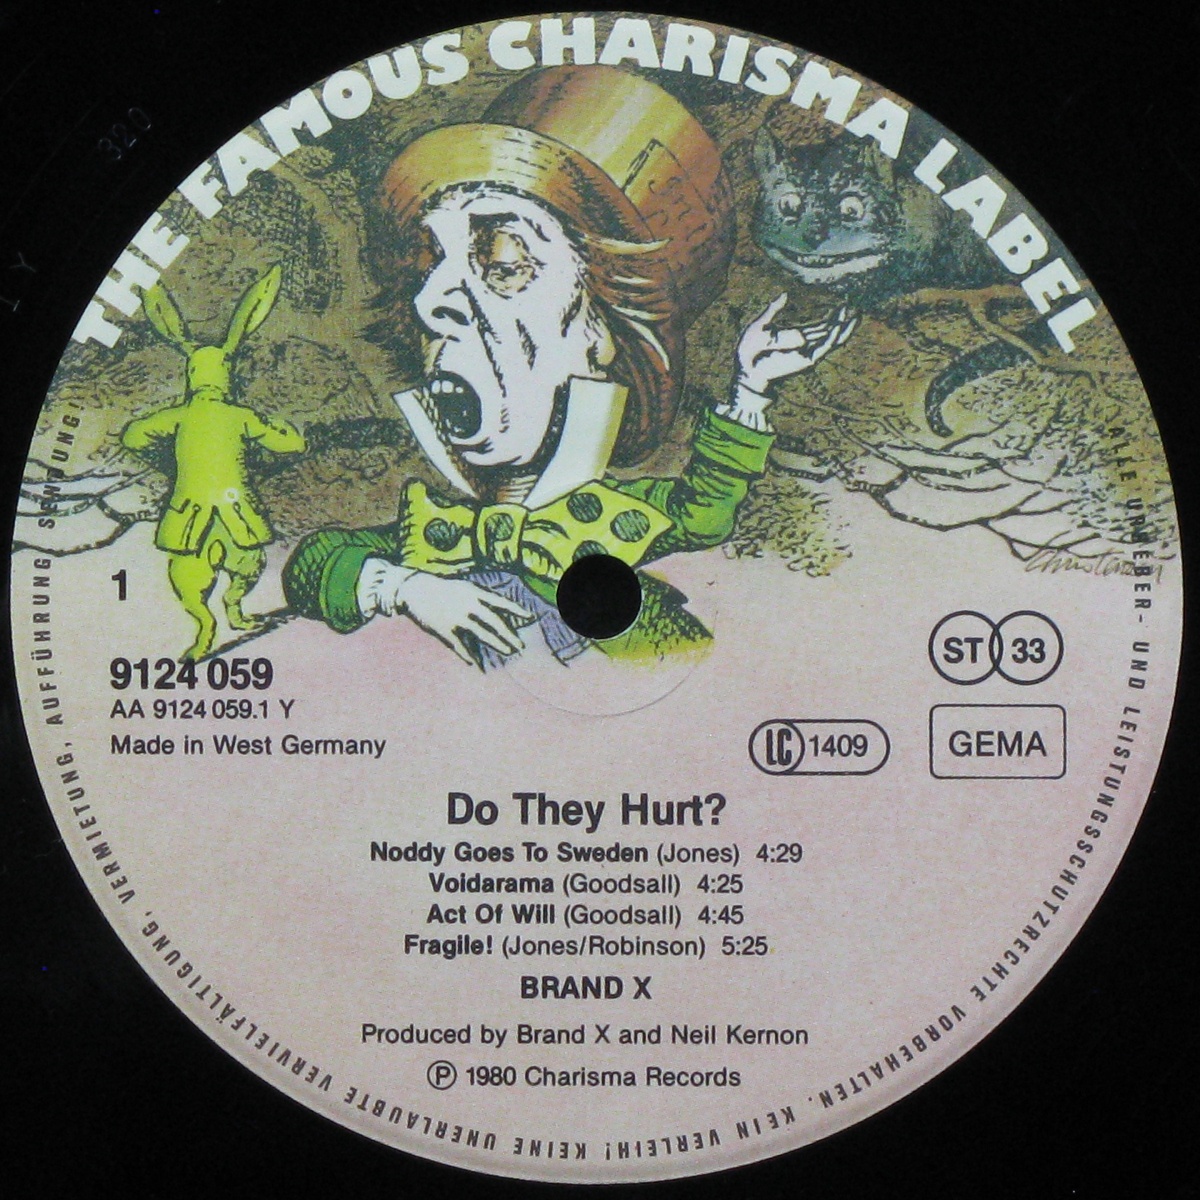 THE FAMOUS CHARISMA LABEL
1
9124 059
AA 9124 059.1 Y
Made in West Germany
ST 33
LC 1409
GEMA
Do They Hurt?
Noddy Goes To Sweden (Jones) 4:29
Voidarama (Goodsall) 4:25
Act Of Will (Goodsall) 4:45
Fragile! (Jones/Robinson) 5:25
BRAND X
Produced by Brand X and Neil Kernon
Ⓟ 1980 Charisma Records
ALLE URHEBER- UND LEISTUNGSSCHUTZRECHTE VORBEHALTEN. KEIN VERLEIH! KEINE UNERLAUBTE VERVIELFÄLTIGUNG, VERMIETUNG, AUFFÜHRUNG, SENDUNG!
320